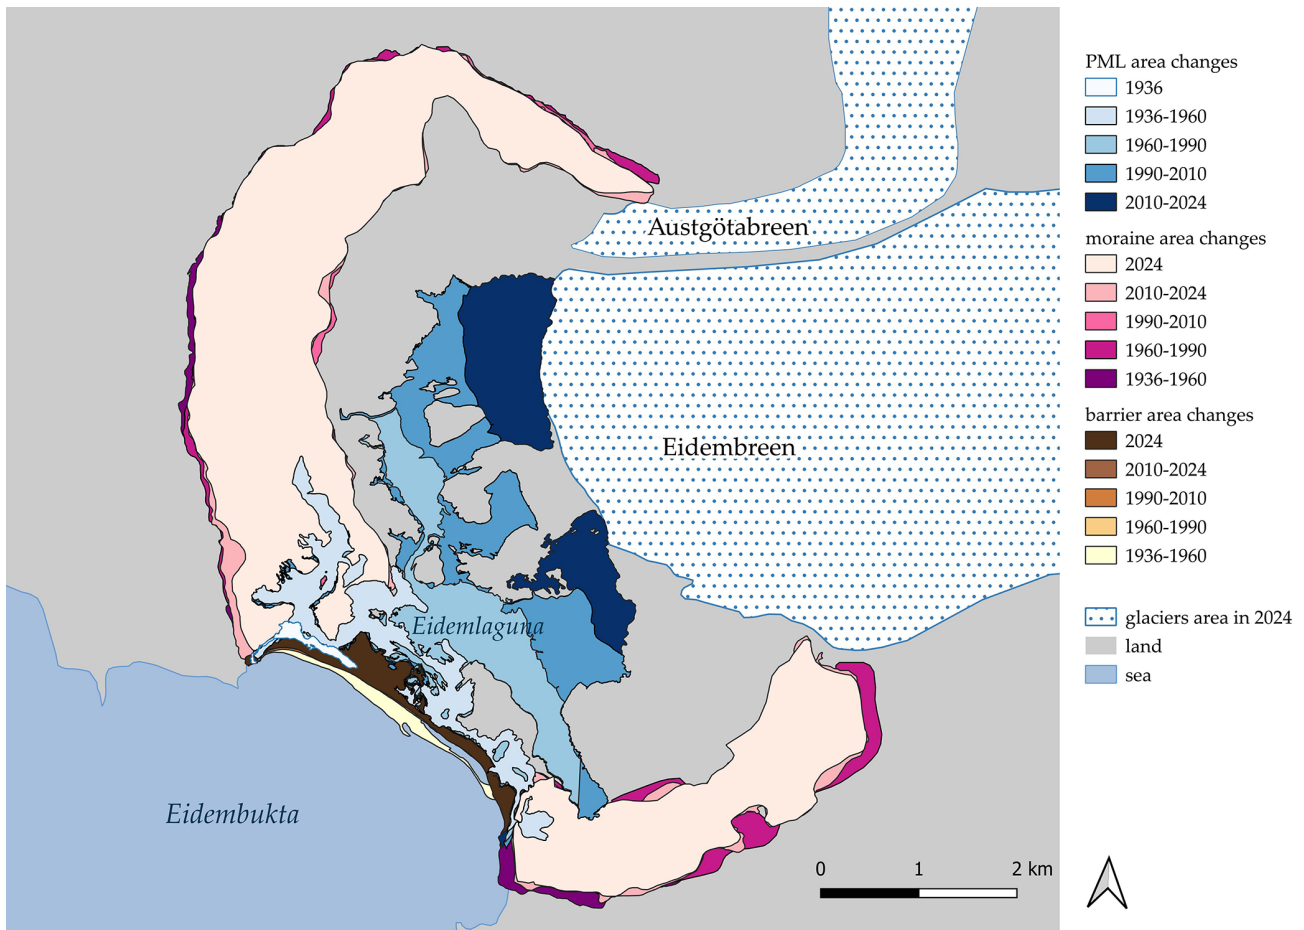 PML area changes
1936
1936-1960
1960-1990
1990-2010
2010-2024
moraine area changes
2024
2010-2024
1990-2010
1960-1990
1936-1960
barrier area changes
2024
2010-2024
1990-2010
1960-1990
1936-1960
glaciers area in 2024
land
sea
Austgötabreen
Eidembreen
Eidemlaguna
Eidembukta
0 1 2 km